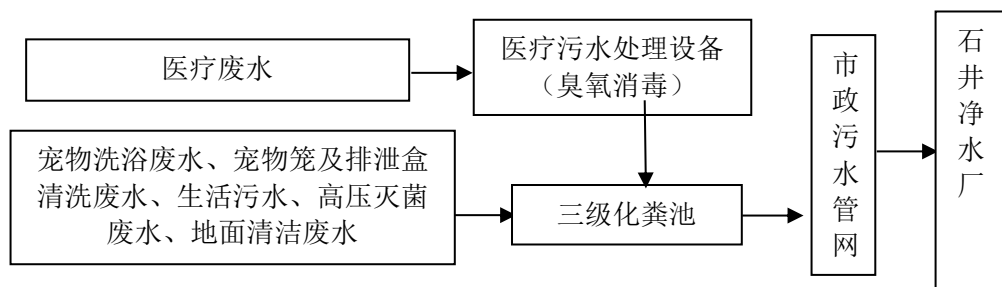 医疗废水
医疗污水处理设备
（臭氧消毒）
宠物洗浴废水、宠物笼及排泄盒
清洗废水、生活污水、高压灭菌
废水、地面清洁废水
三级化粪池
市政污水管网
石井净水厂